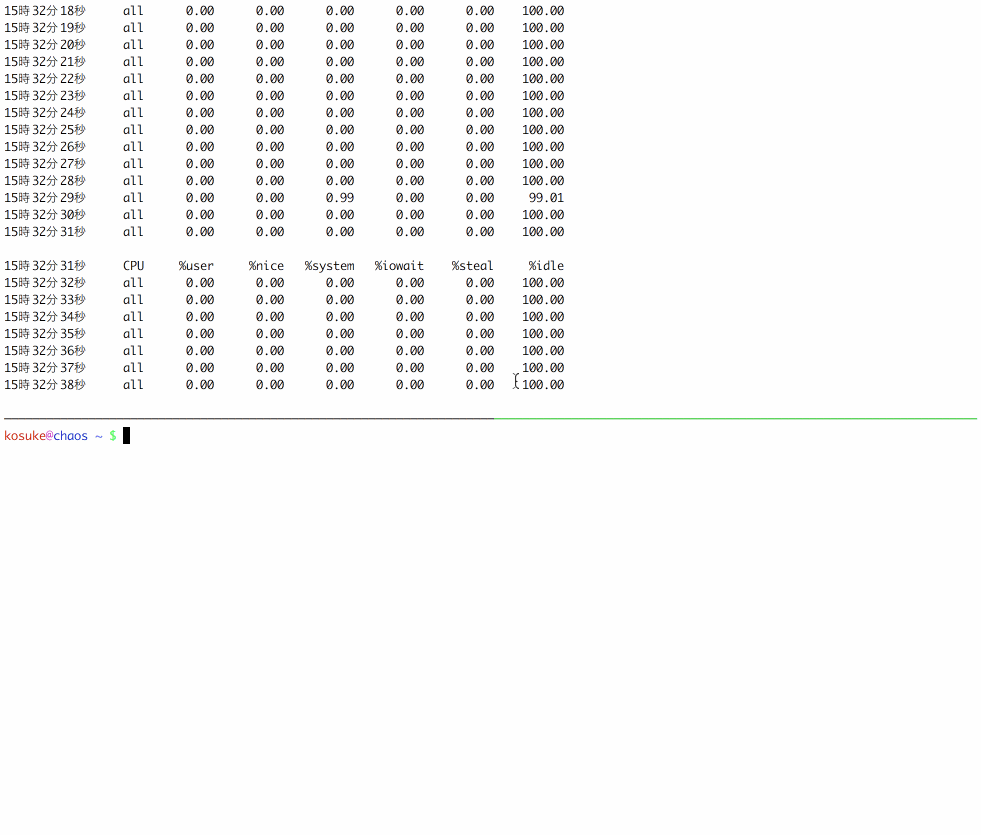 15時32分18秒 all 0.00 0.00 0.00 0.00 0.00 100.00
15時32分19秒 all 0.00 0.00 0.00 0.00 0.00 100.00
15時32分20秒 all 0.00 0.00 0.00 0.00 0.00 100.00
15時32分21秒 all 0.00 0.00 0.00 0.00 0.00 100.00
15時32分22秒 all 0.00 0.00 0.00 0.00 0.00 100.00
15時32分23秒 all 0.00 0.00 0.00 0.00 0.00 100.00
15時32分24秒 all 0.00 0.00 0.00 0.00 0.00 100.00
15時32分25秒 all 0.00 0.00 0.00 0.00 0.00 100.00
15時32分26秒 all 0.00 0.00 0.00 0.00 0.00 100.00
15時32分27秒 all 0.00 0.00 0.00 0.00 0.00 100.00
15時32分28秒 all 0.00 0.00 0.00 0.00 0.00 100.00
15時32分29秒 all 0.00 0.00 0.99 0.00 0.00 99.01
15時32分30秒 all 0.00 0.00 0.00 0.00 0.00 100.00
15時32分31秒 all 0.00 0.00 0.00 0.00 0.00 100.00
15時32分31秒 CPU %user %nice %system %iowait %steal %idle
15時32分32秒 all 0.00 0.00 0.00 0.00 0.00 100.00
15時32分33秒 all 0.00 0.00 0.00 0.00 0.00 100.00
15時32分34秒 all 0.00 0.00 0.00 0.00 0.00 100.00
15時32分35秒 all 0.00 0.00 0.00 0.00 0.00 100.00
15時32分36秒 all 0.00 0.00 0.00 0.00 0.00 100.00
15時32分37秒 all 0.00 0.00 0.00 0.00 0.00 100.00
15時32分38秒 all 0.00 0.00 0.00 0.00 0.00 100.00
kosuke@chaos ~ $